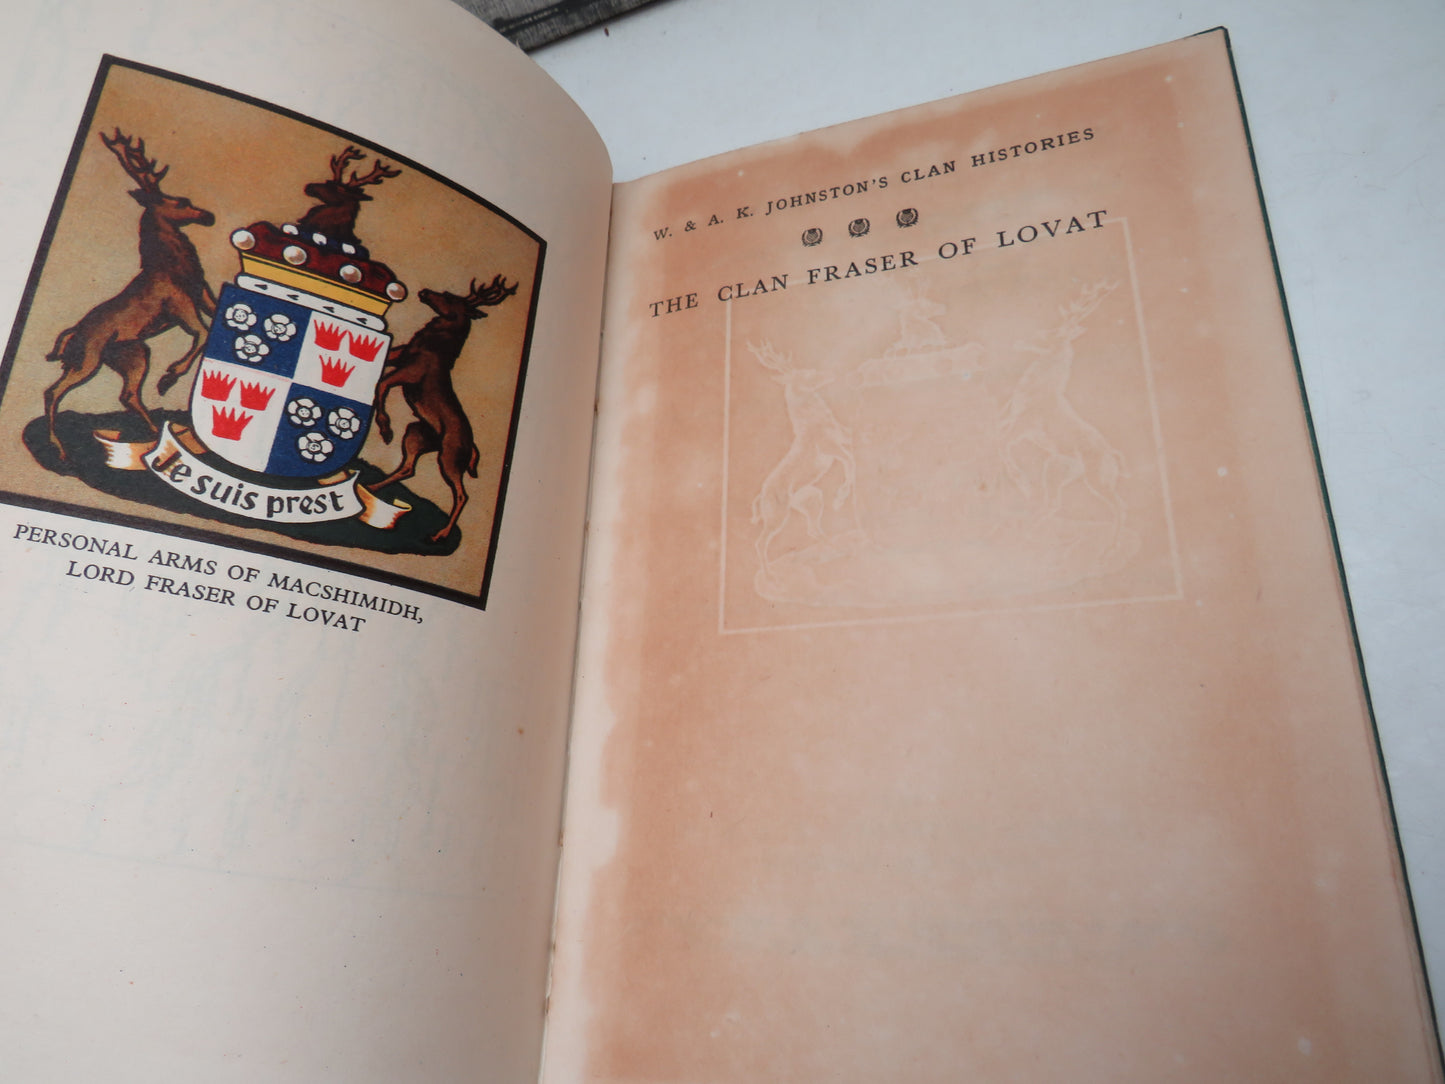 Je suis prest
PERSONAL ARMS OF MACSHIMIDH,
LORD FRASER OF LOVAT
W. & A. K. JOHNSTON'S CLAN HISTORIES
THE CLAN FRASER OF LOVAT